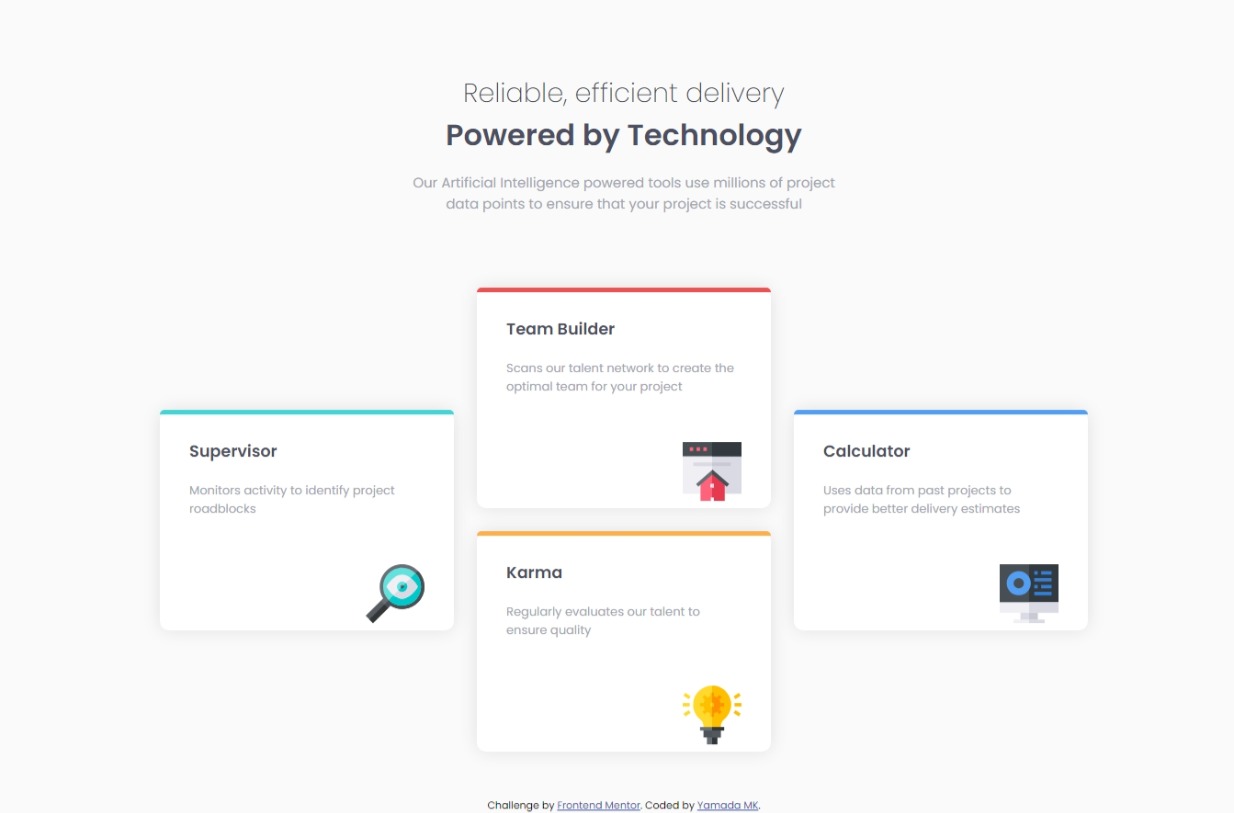 Reliable, efficient delivery
Powered by Technology
Our Artificial Intelligence powered tools use millions of project
data points to ensure that your project is successful
Team Builder
Scans our talent network to create the
optimal team for your project
Supervisor
Monitors activity to identify project
roadblocks
Calculator
Uses data from past projects to
provide better delivery estimates
Karma
Regularly evaluates our talent to
ensure quality
Challenge by Frontend Mentor. Coded by Yamada MK.